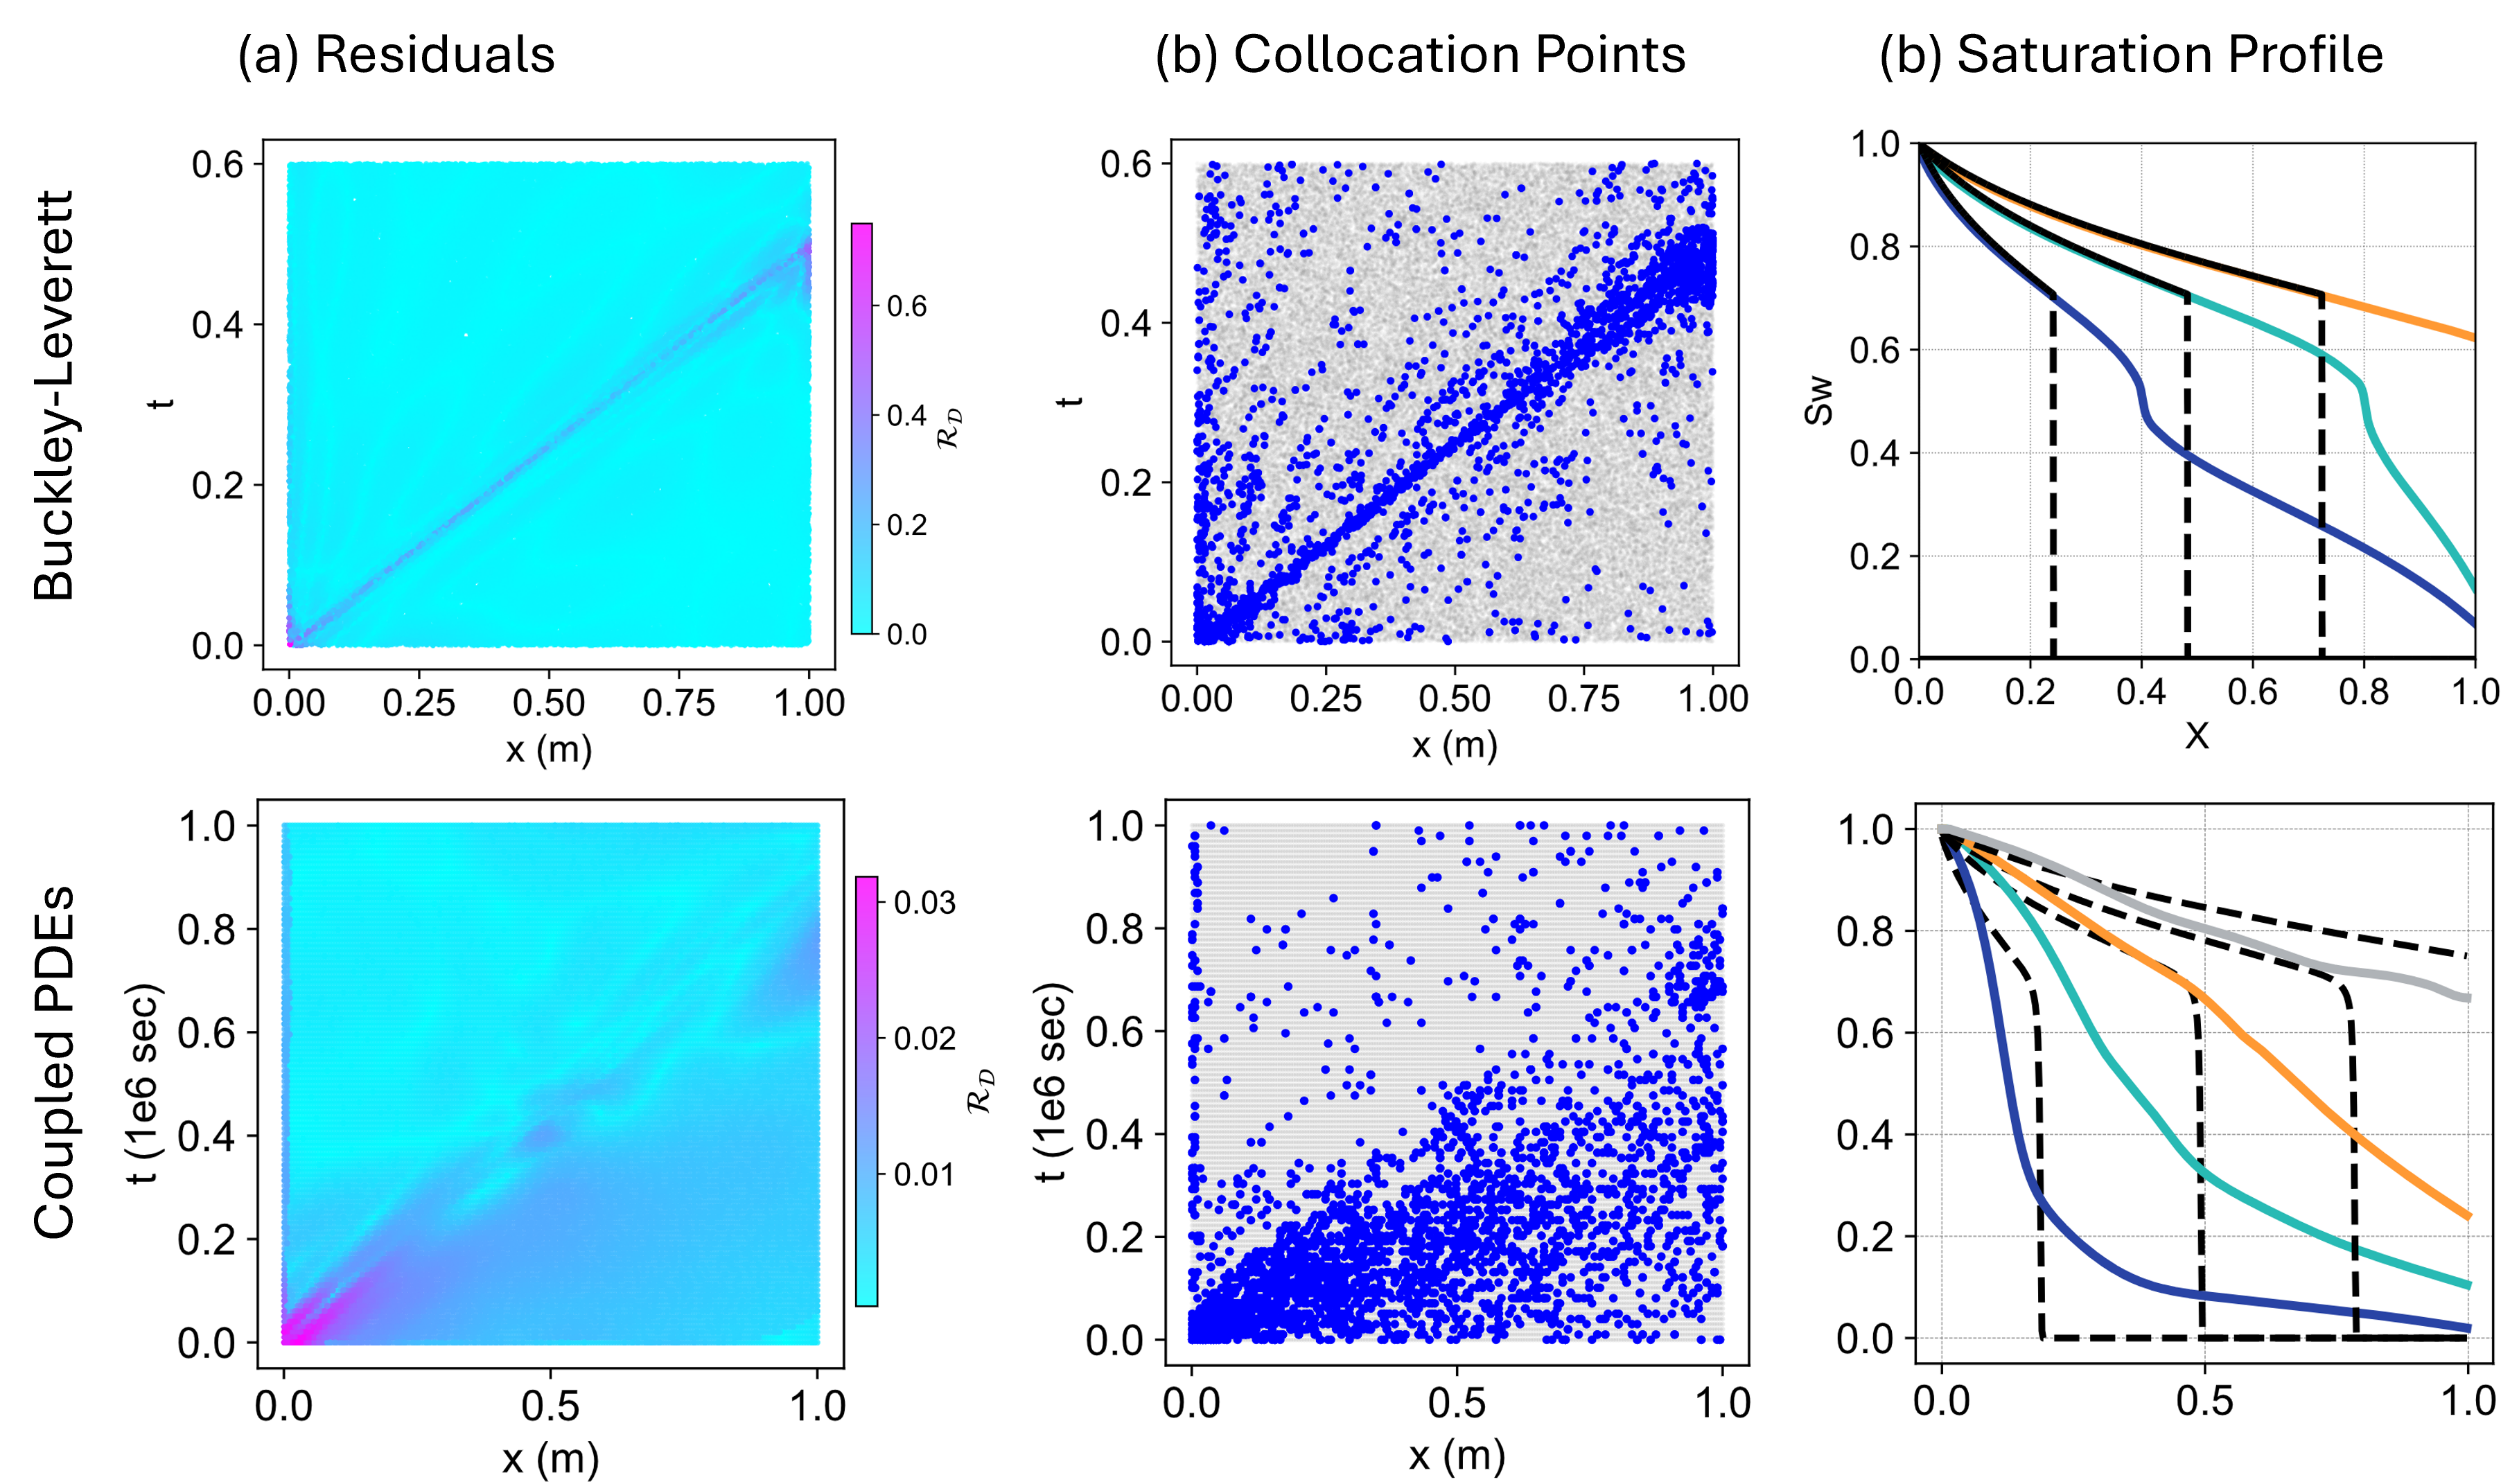 (a) Residuals
(b) Collocation Points
(b) Saturation Profile
Buckley-Leverett
0.6
0.4
0.2
0.0
t
0.00 0.25 0.50 0.75 1.00
x (m)
0.6
0.4
0.2
0.0
R_D
0.6
0.4
0.2
0.0
t
0.00 0.25 0.50 0.75 1.00
x (m)
1.0
0.8
0.6
0.4
0.2
0.0
Sw
0.0 0.2 0.4 0.6 0.8 1.0
X
Coupled PDEs
1.0
0.8
0.6
0.4
0.2
0.0
t (1e6 sec)
0.0 0.5 1.0
x (m)
0.03
0.02
0.01
R_D
1.0
0.8
0.6
0.4
0.2
0.0
t (1e6 sec)
0.0 0.5 1.0
x (m)
1.0
0.8
0.6
0.4
0.2
0.0
0.0 0.5 1.0